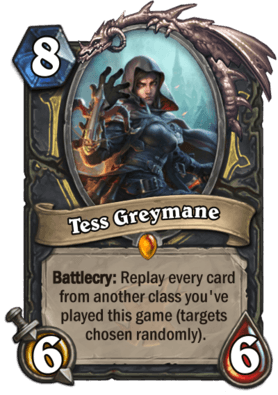 8
Tess Greymane
Battlecry: Replay every card
from another class you've
played this game (targets
chosen randomly).
6 6